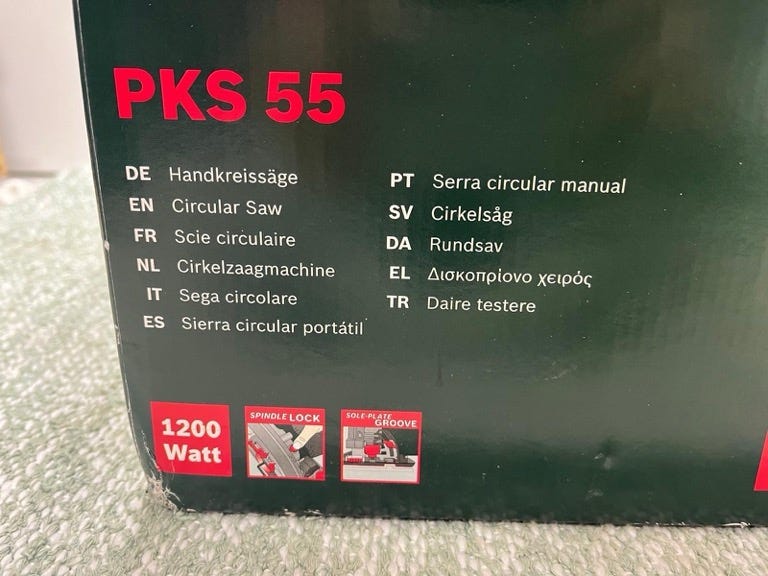 PKS 55
DE Handkreissäge
EN Circular Saw
FR Scie circulaire
NL Cirkelzaagmachine
IT Sega circolare
ES Sierra circular portátil
PT Serra circular manual
SV Cirkelsåg
DA Rundsav
EL Δισκοπρίονο χειρός
TR Daire testere
1200
Watt
SPINDLE LOCK
SOLE-PLATE
GROOVE